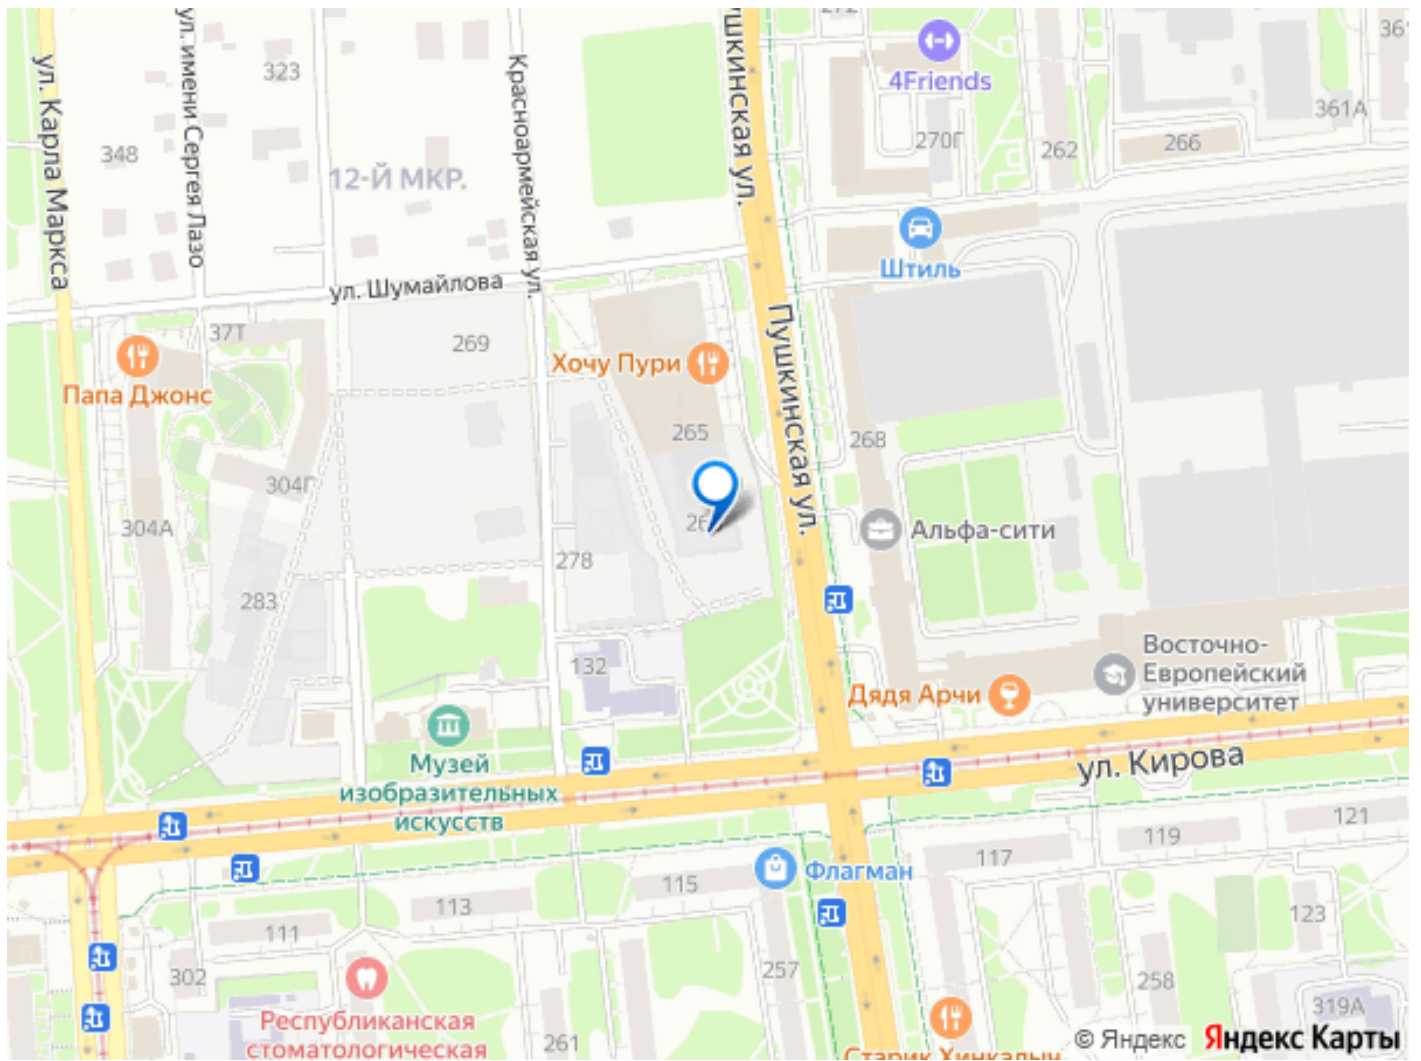 ул. Карла Маркса
ул. имени Сергея Лазо
323
348
12-Й МКР.
Красноармейская ул.
ул. Шумайлова
37Т
269
Папа Джонс
304Г
304А
283
278
132
Хочу Пури
265
Пушкинская ул.
4Friends
270Г
262
266
361А
Штиль
268
Альфа-сити
Дядя Арчи
Восточно-
Европейский
университет
ул. Кирова
Музей
изобразительных
искусств
Флагман
117
119
121
115
113
111
302
123
257
258
261
319А
Республиканская
стоматологическая
Старик Хинкалыч
© Яндекс
Яндекс Карты